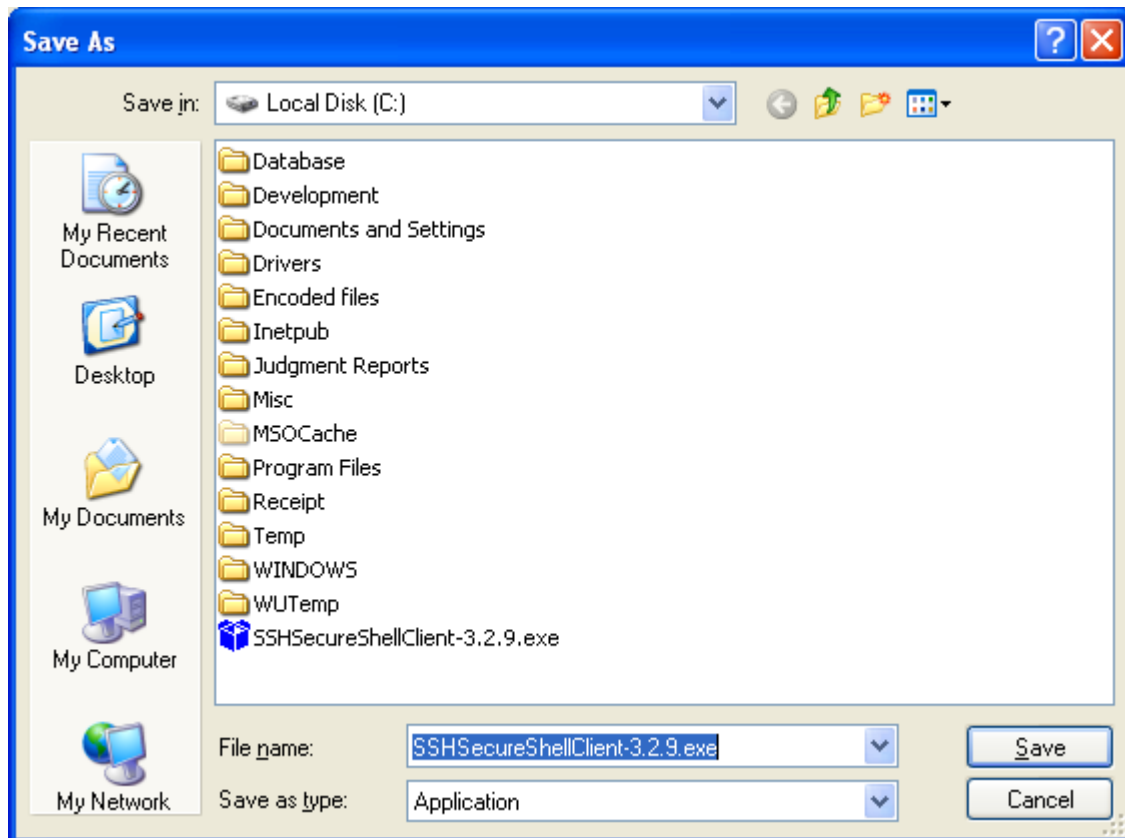 Save As
Save in:
Local Disk (C:)
My Recent
Documents
Desktop
My Documents
My Computer
My Network
Database
Development
Documents and Settings
Drivers
Encoded files
Inetpub
Judgment Reports
Misc
MSOCache
Program Files
Receipt
Temp
WINDOWS
WUTemp
SSHSecureShellClient-3.2.9.exe
File name:
SSHSecureShellClient-3.2.9.exe
Save
Save as type:
Application
Cancel